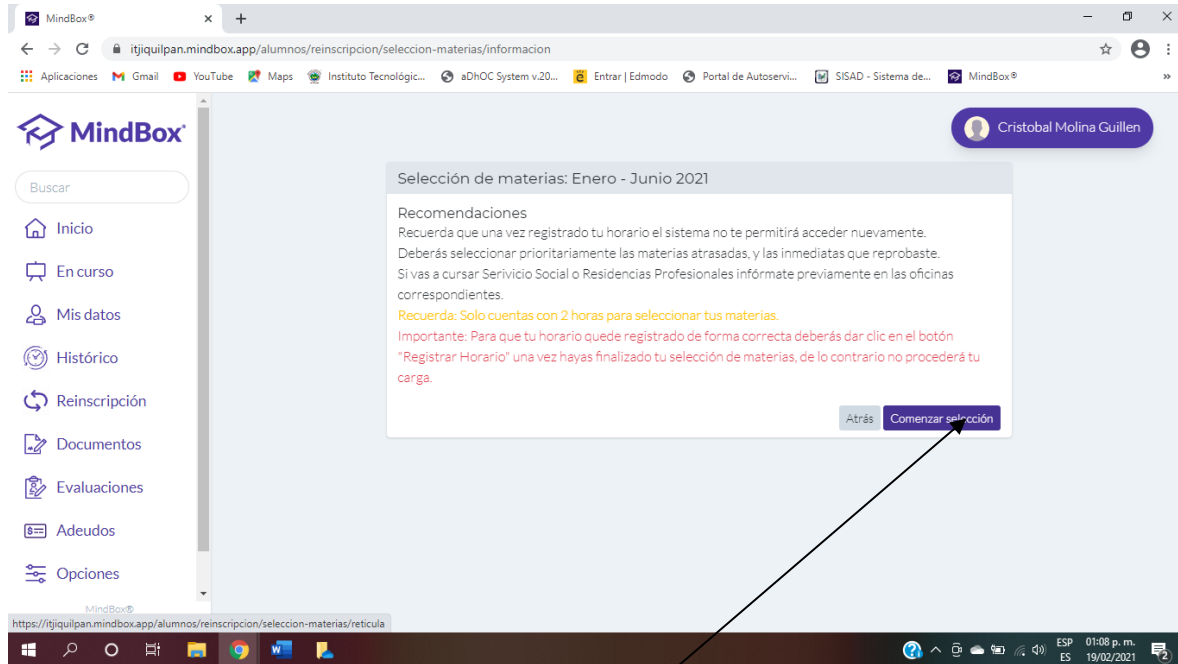 MindBox®
itjiquilpan.mindbox.app/alumnos/reinscripcion/seleccion-materias/informacion
Aplicaciones Gmail YouTube Maps Instituto Tecnológic... aDhOC System v.20... Entrar | Edmodo Portal de Autoservi... SISAD - Sistema de... MindBox®
MindBox
Cristobal Molina Guillen
Buscar
Inicio
En curso
Mis datos
Histórico
Reinscripción
Documentos
Evaluaciones
Adeudos
Opciones
MindBox®
Selección de materias: Enero - Junio 2021
Recomendaciones
Recuerda que una vez registrado tu horario el sistema no te permitirá acceder nuevamente.
Deberás seleccionar prioritariamente las materias atrasadas, y las inmediatas que reprobaste.
Si vas a cursar Serivicio Social o Residencias Profesionales infórmate previamente en las oficinas
correspondientes.
Recuerda: Solo cuentas con 2 horas para seleccionar tus materias.
Importante: Para que tu horario quede registrado de forma correcta deberás dar clic en el botón
"Registrar Horario" una vez hayas finalizado tu selección de materias, de lo contrario no procederá tu
carga.
Atrás Comenzar selección
https://itjiquilpan.mindbox.app/alumnos/reinscripcion/seleccion-materias/reticula
ESP 01:08 p. m.
ES 19/02/2021
2